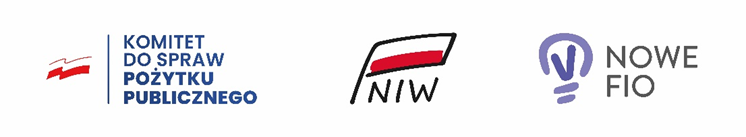 KOMITET
DO SPRAW
POŻYTKU
PUBLICZNEGO
NIW
NOWE
FIO